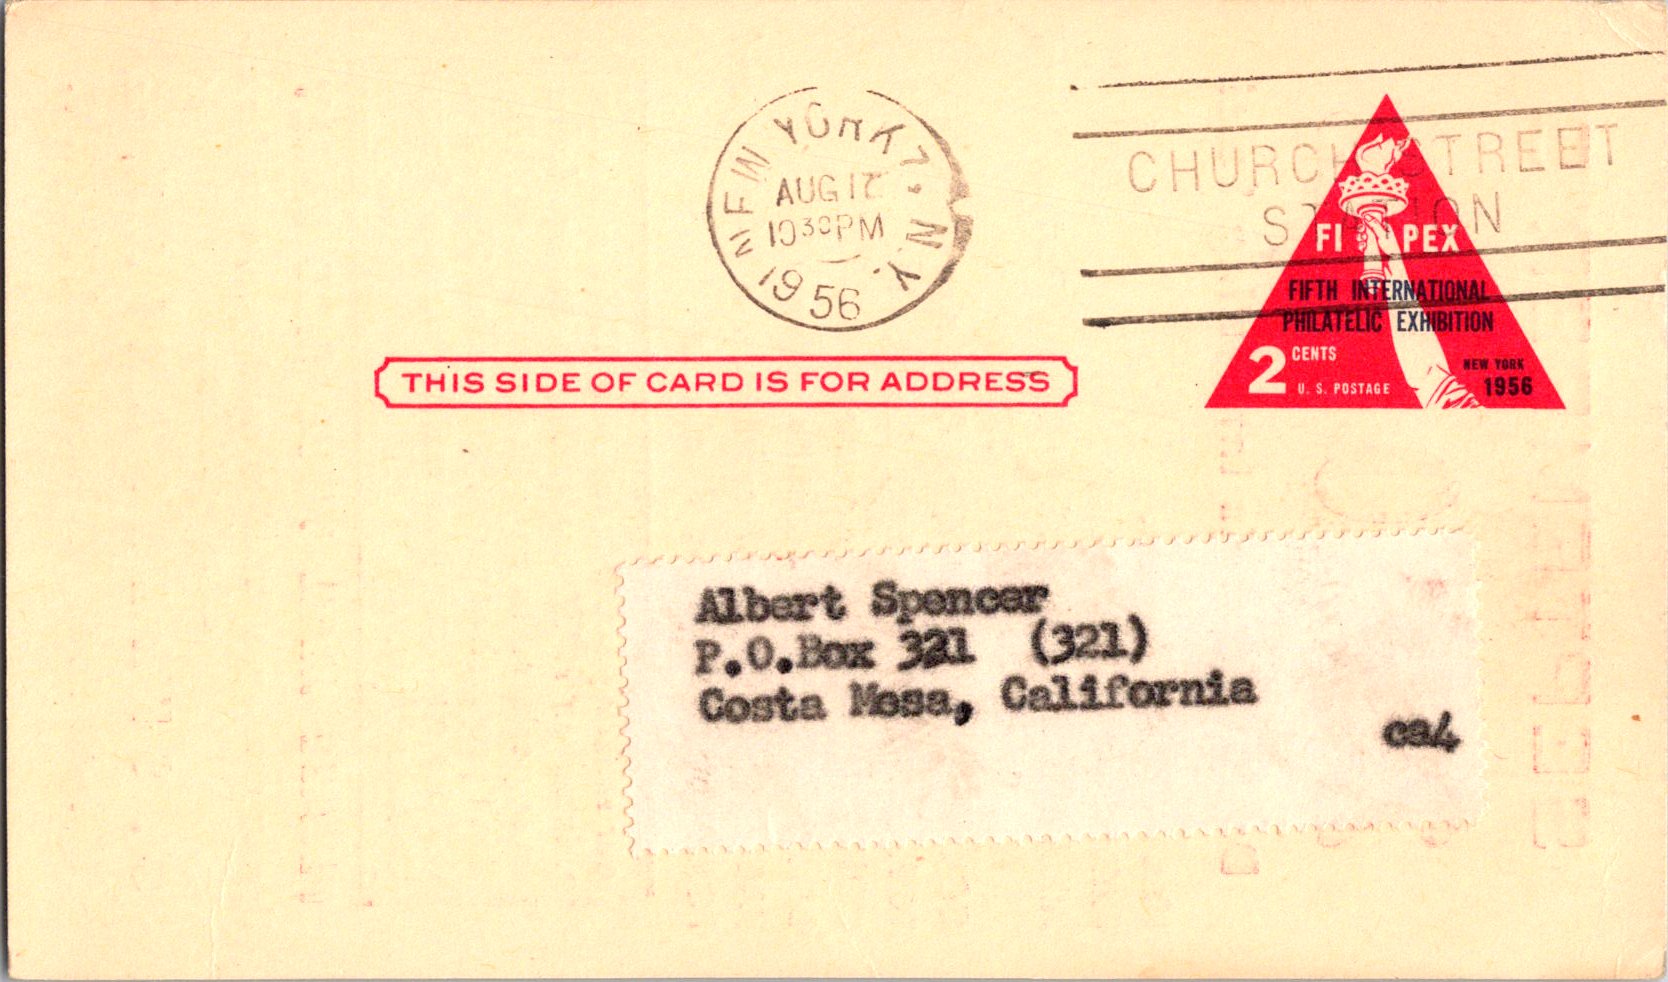 NEW YORK 7, N.Y.
AUG 17
10 30 PM
1956
CHURCH STREET
STATION
FIPEX
FIFTH INTERNATIONAL
PHILATELIC EXHIBITION
2 CENTS
U. S. POSTAGE
NEW YORK
1956
THIS SIDE OF CARD IS FOR ADDRESS
Albert Spencer
P.O.Box 321 (321)
Costa Mesa, California
ca4